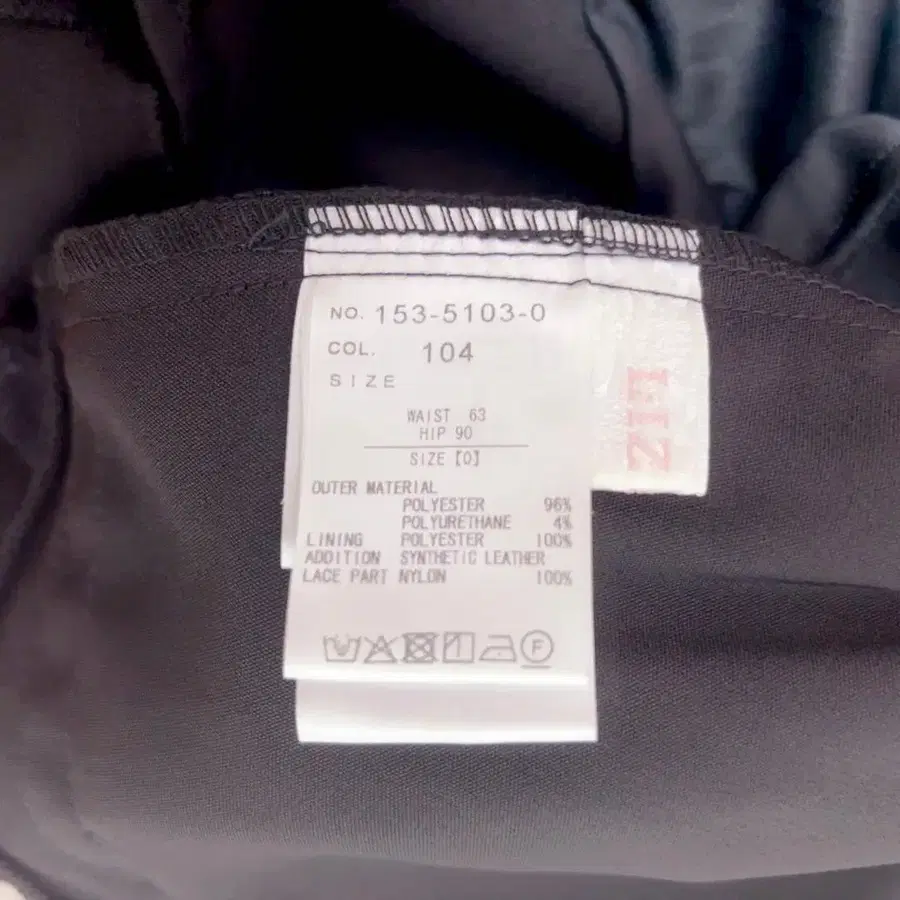 NO. 153-5103-0
COL. 104
SIZE
WAIST 63
HIP 90
SIZE【0】
OUTER MATERIAL
POLYESTER 96%
POLYURETHANE 4%
LINING POLYESTER 100%
ADDITION SYNTHETIC LEATHER
LACE PART NYLON 100%
F